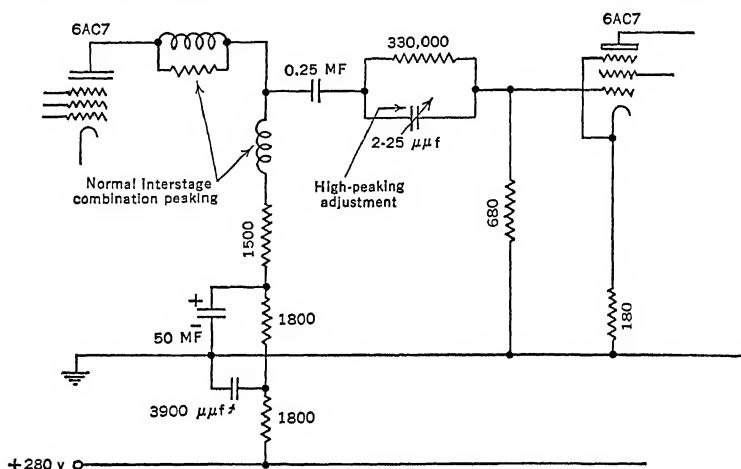 6AC7
6AC7
330,000
0.25 MF
2-25 μμf
Normal Interstage
combination peaking
High-peaking
adjustment
1500
680
180
+
50 MF
-
1800
3900 μμf
1800
+280 v